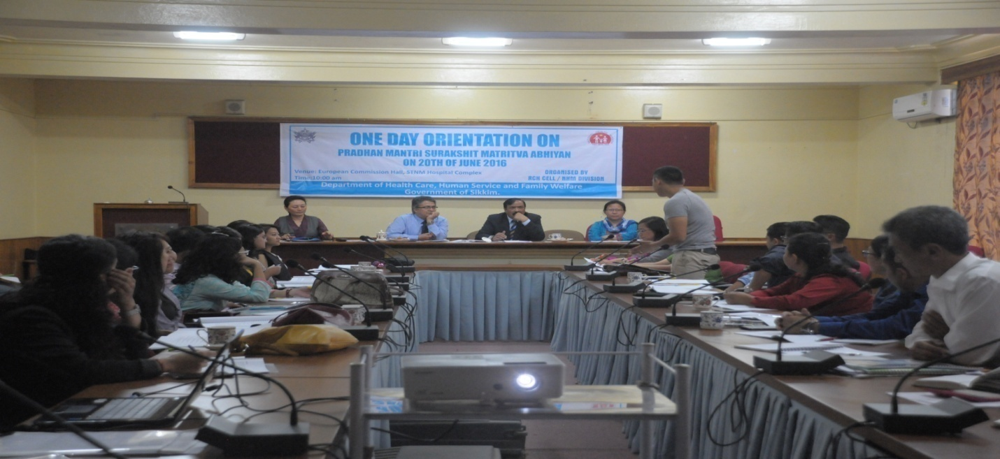 ONE DAY ORIENTATION ON
PRADHAN MANTRI SURAKSHIT MATRITVA ABHIYAN
ON 20TH OF JUNE 2016
Venue: European Commission Hall, STNM Hospital Complex
Time:10:00 am
ORGANISED BY
RCH CELL / NHM DIVISION
Department of Health Care, Human Service and Family Welfare
Government of Sikkim.